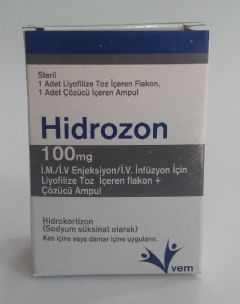 Steril
1 Adet Liyofilize Toz İçeren Flakon,
1 Adet Çözücü İçeren Ampul
Hidrozon
100mg
İ.M./İ.V Enjeksiyon/İ.V. İnfüzyon İçin
Liyofilize Toz İçeren flakon +
Çözücü Ampul
Hidrokortizon
(Sodyum süksinat olarak)
Kas içine veya damar içine uygulanır.
vem